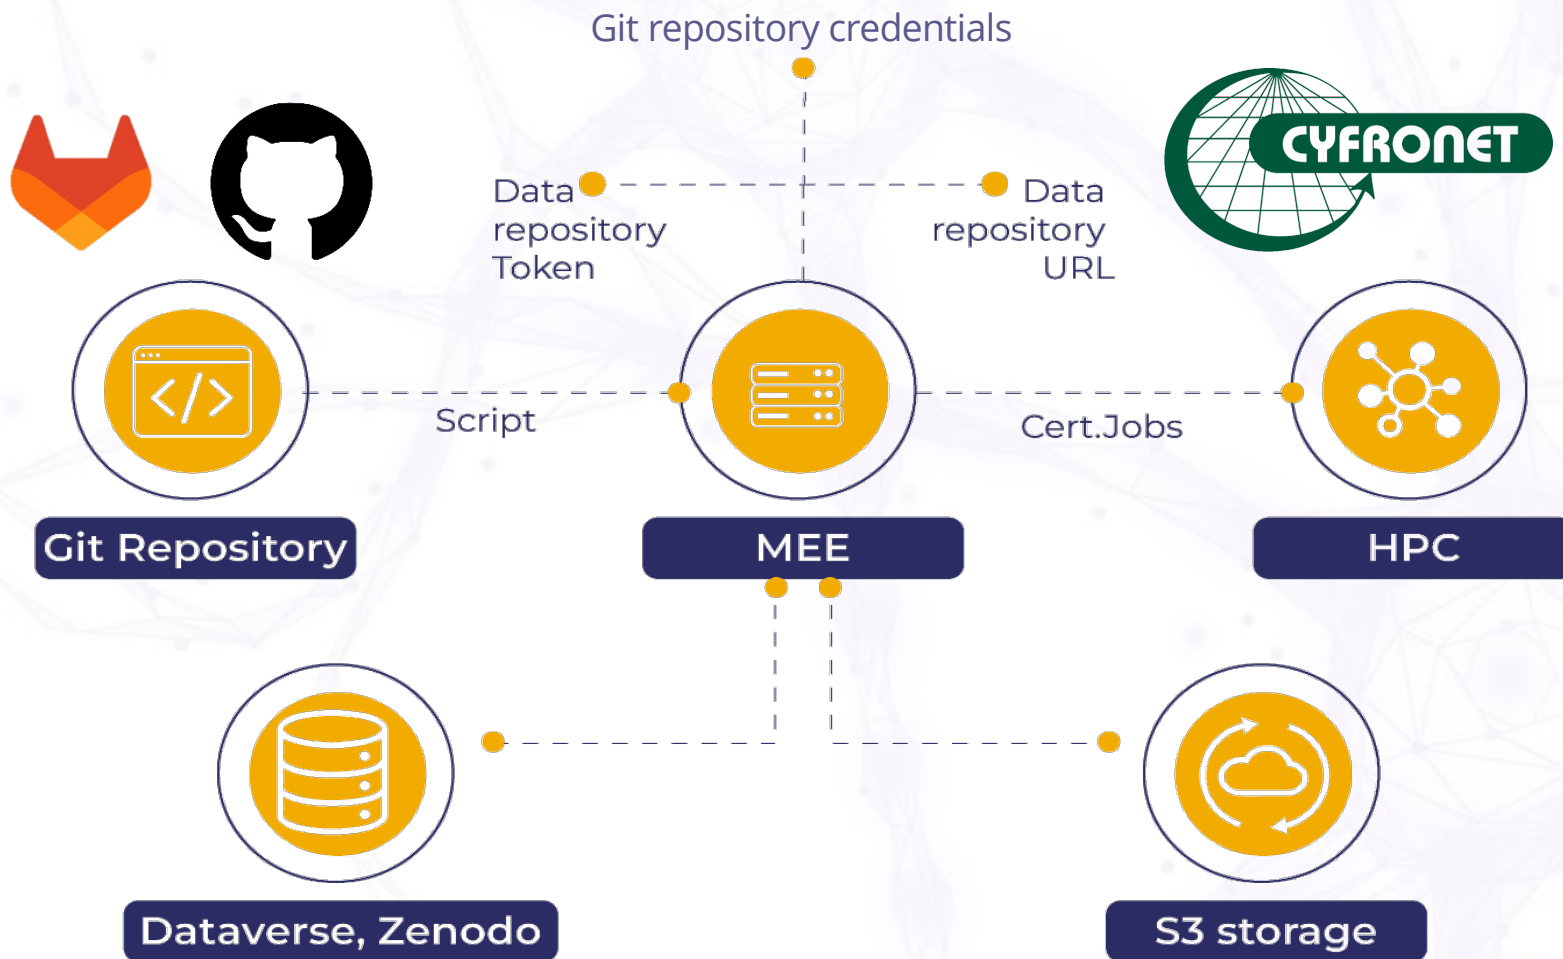 Git repository credentials
CYFRONET
Data
repository
Token
Data
repository
URL
</>
Script
Cert.Jobs
Git Repository
MEE
HPC
Dataverse, Zenodo
S3 storage